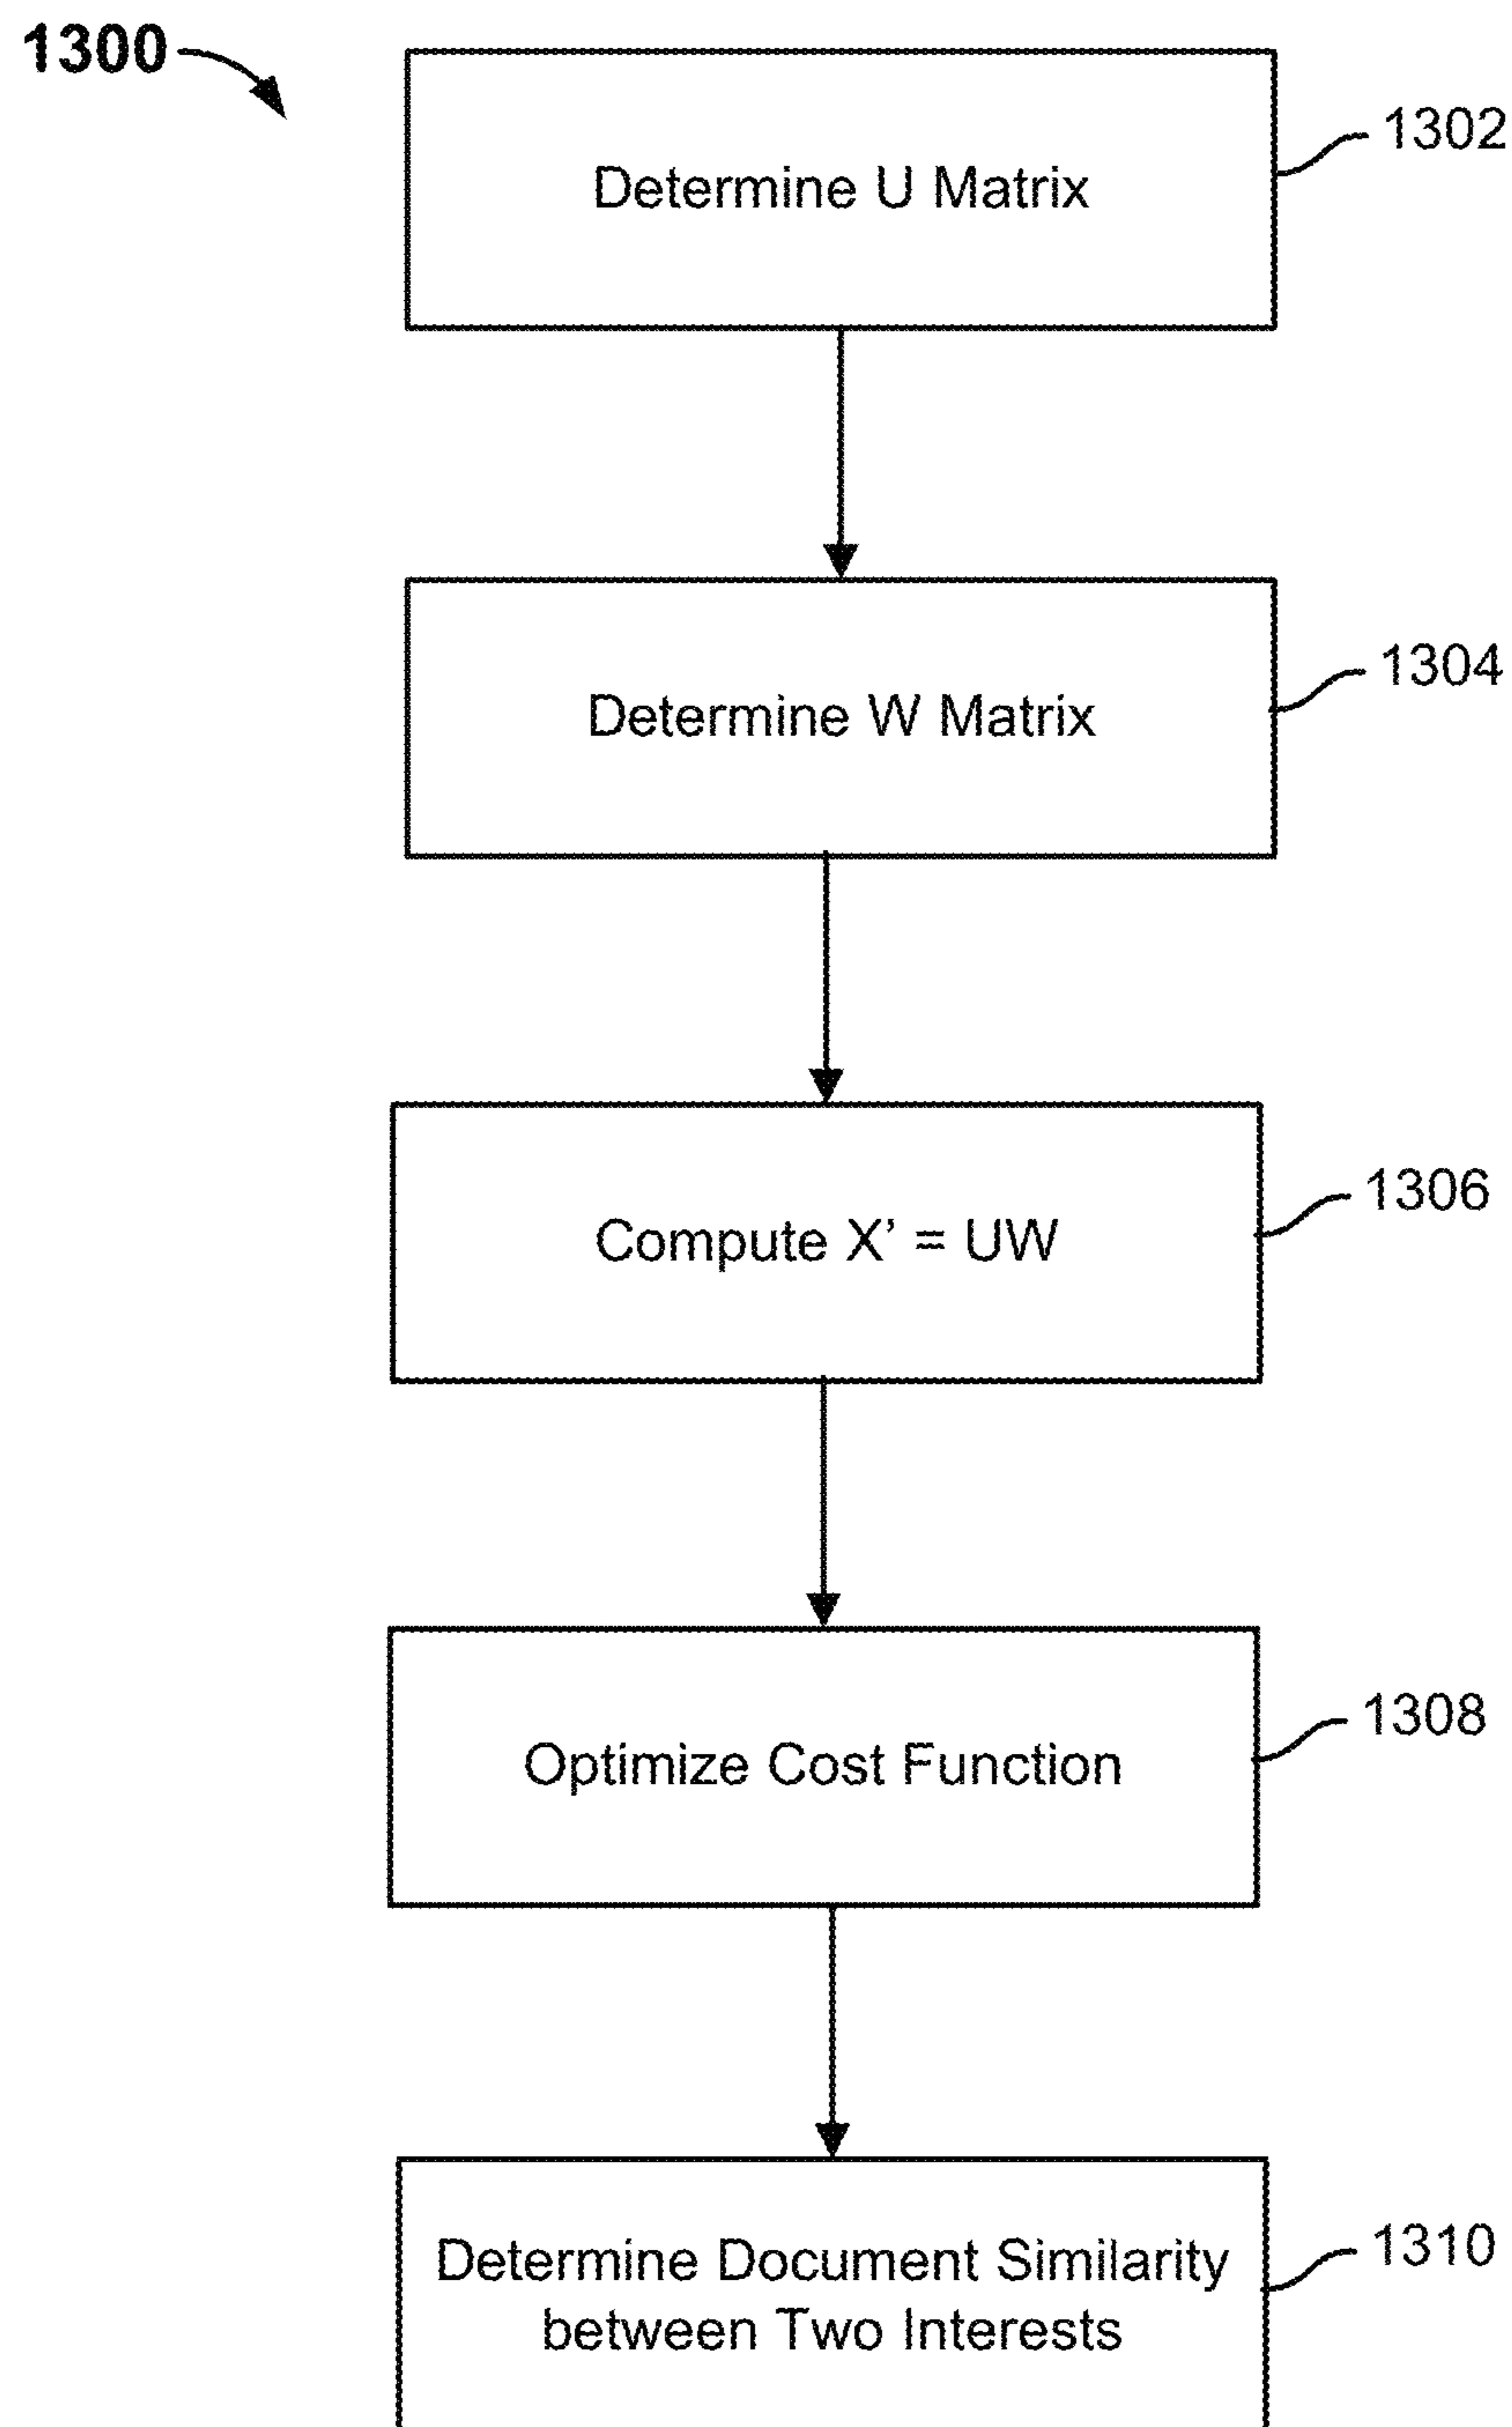 1300
Determine U Matrix
1302
Determine W Matrix
1304
Compute X’ = UW
1306
Optimize Cost Function
1308
Determine Document Similarity
between Two Interests
1310